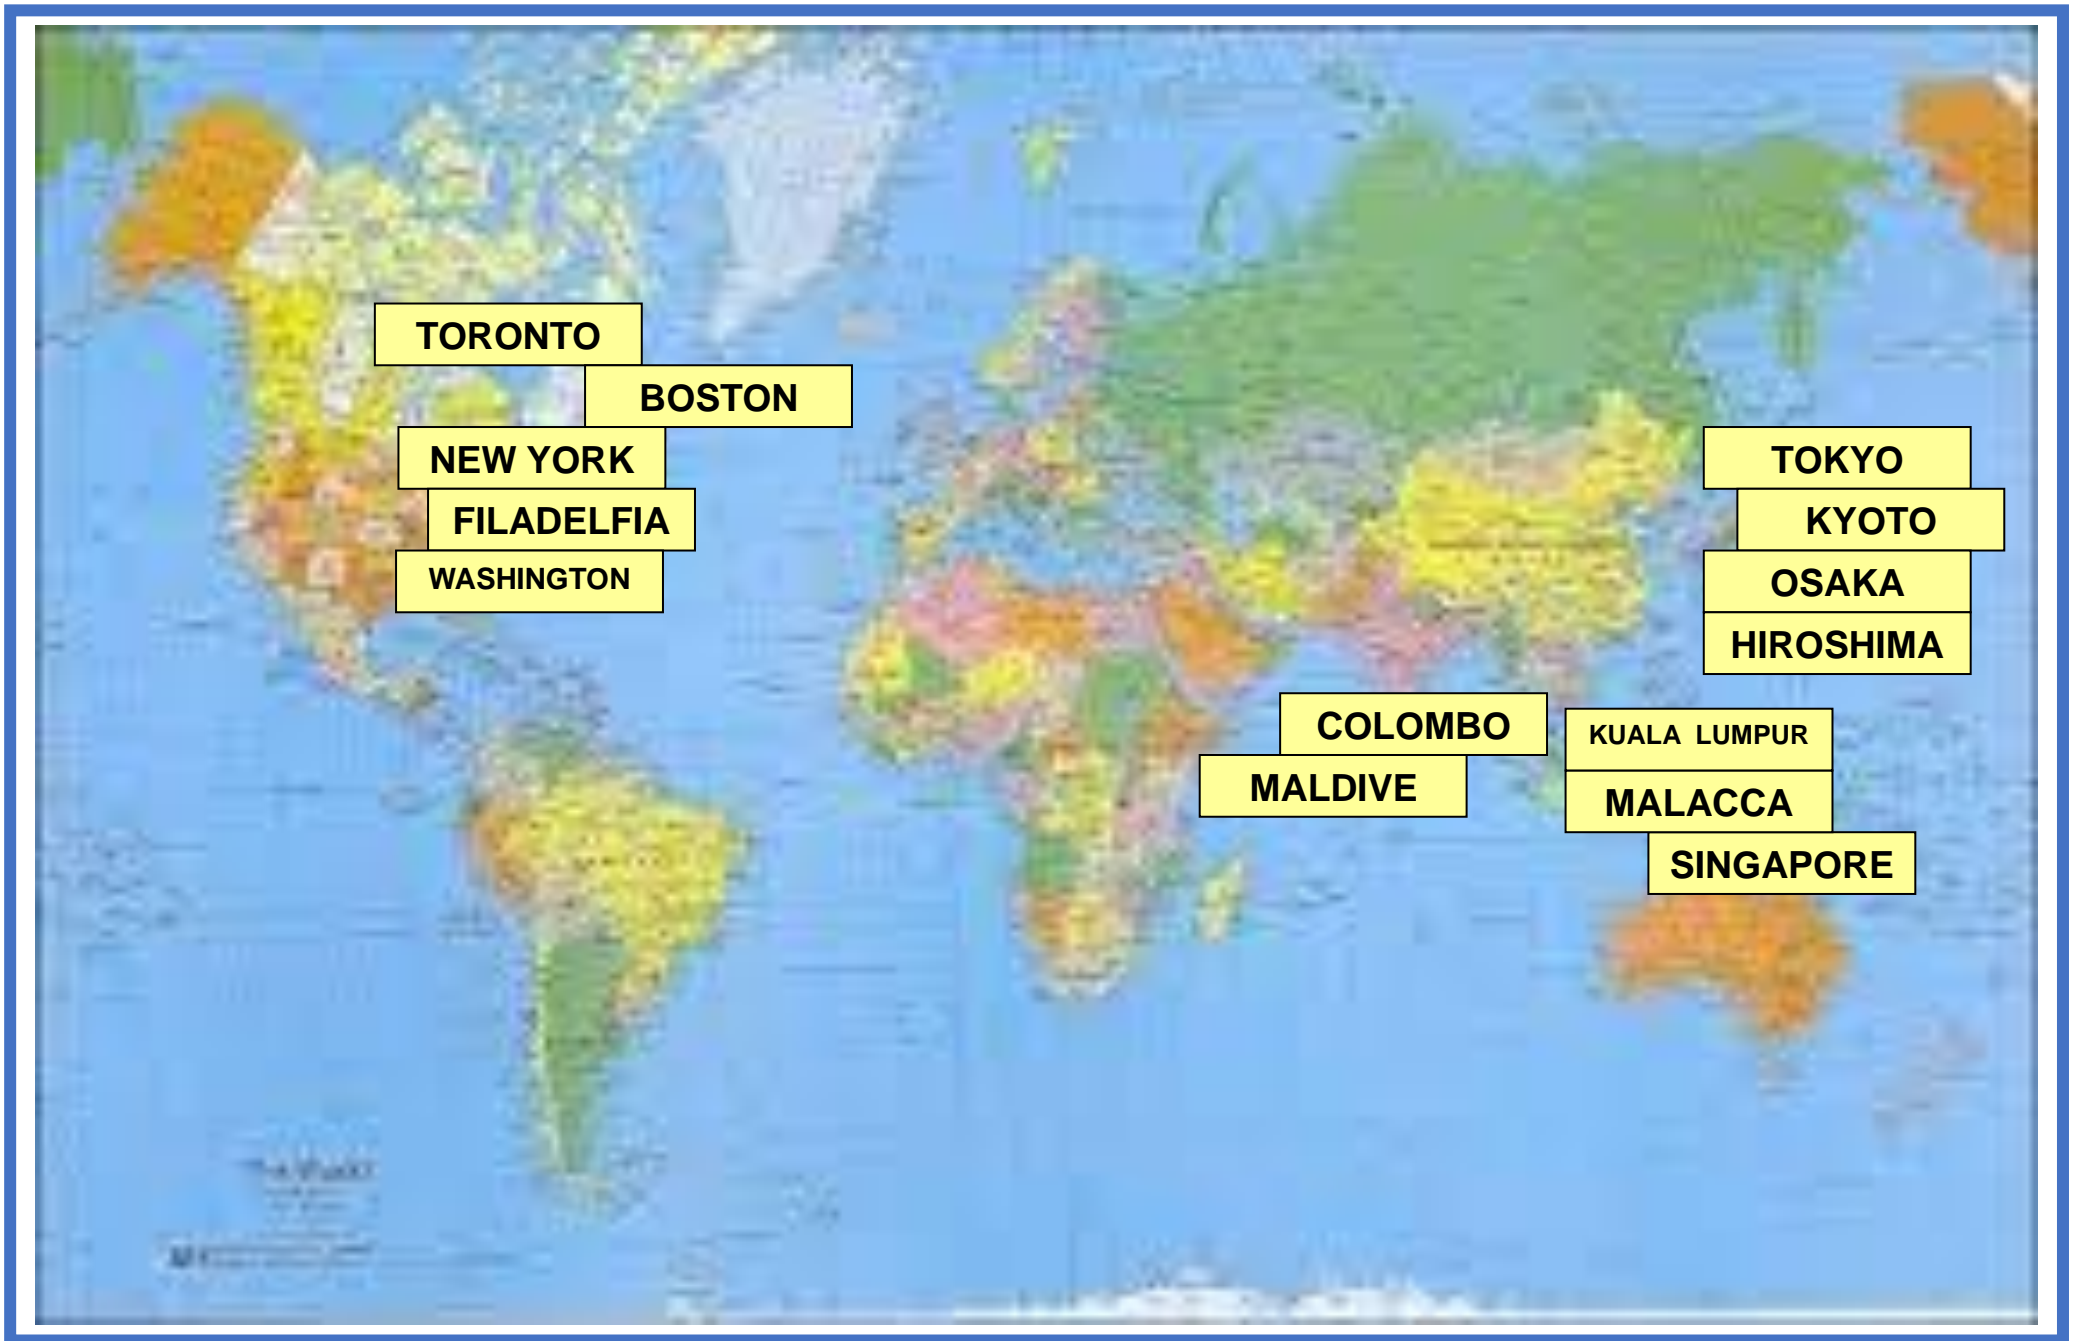 TORONTO
BOSTON
NEW YORK
FILADELFIA
WASHINGTON
TOKYO
KYOTO
OSAKA
HIROSHIMA
COLOMBO
MALDIVE
KUALA LUMPUR
MALACCA
SINGAPORE